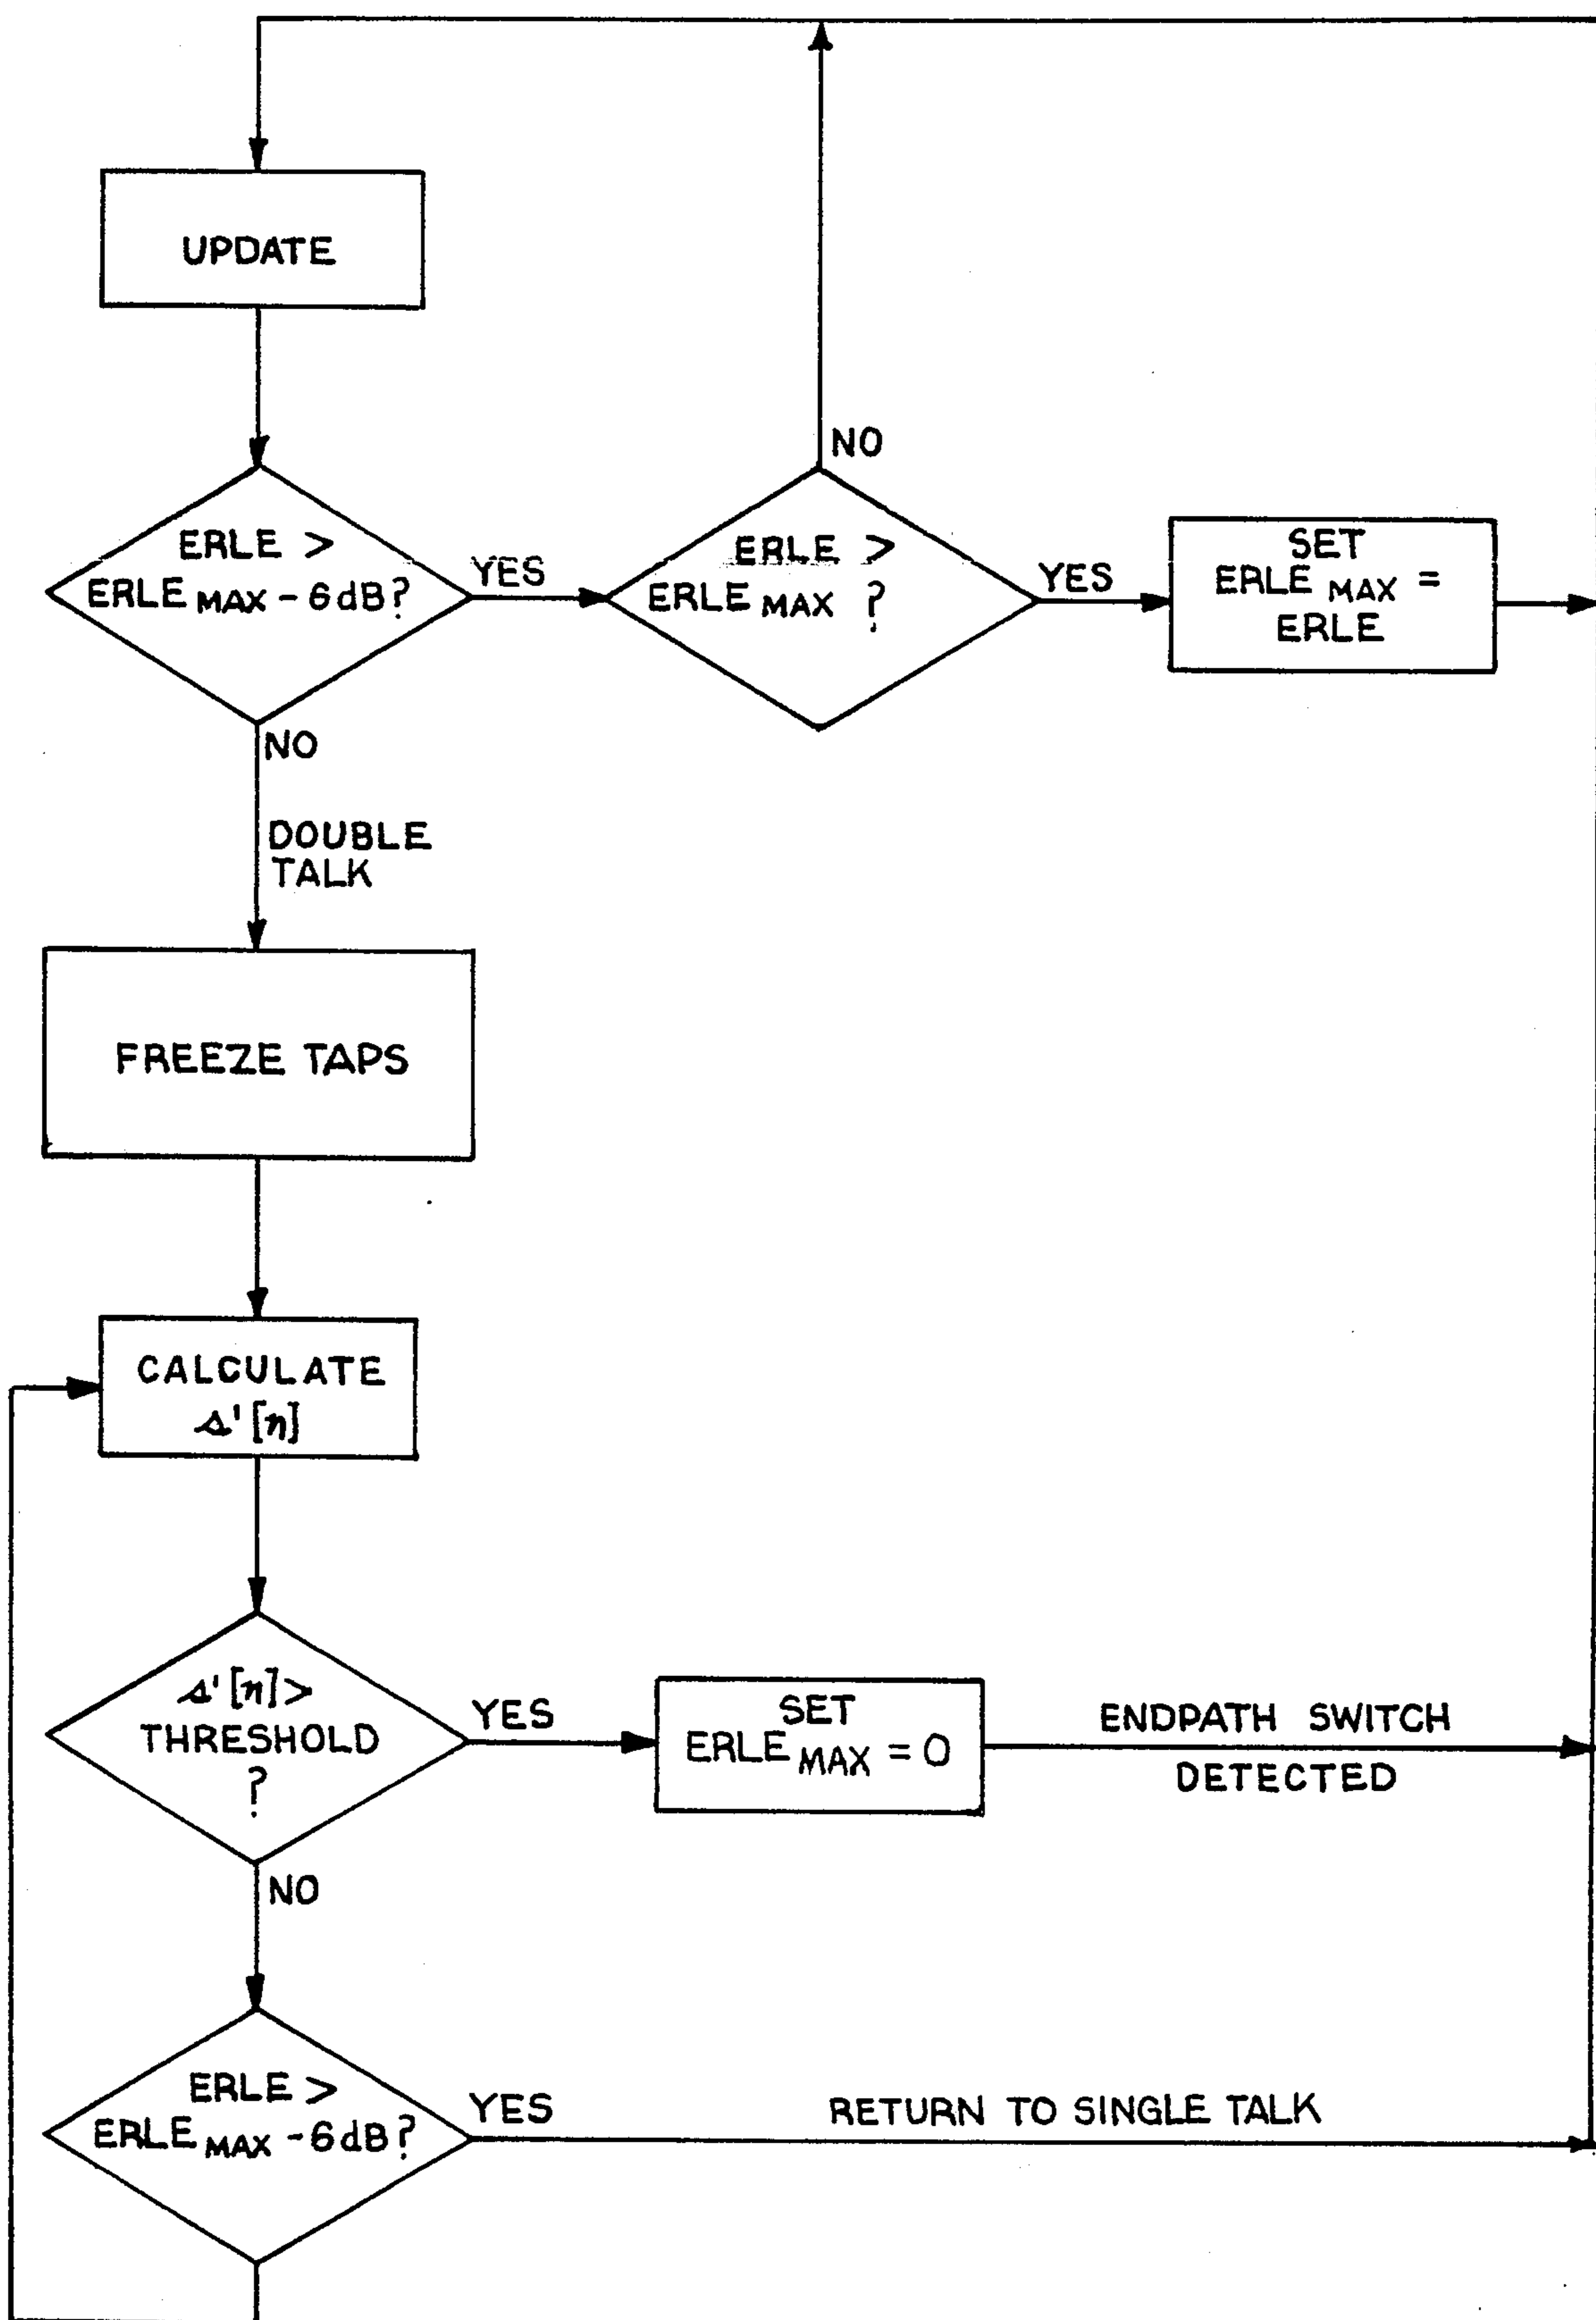 UPDATE
NO
ERLE >
ERLE MAX - 6dB?
YES
ERLE >
ERLE MAX ?
YES
SET
ERLE MAX =
ERLE
NO
DOUBLE
TALK
FREEZE TAPS
CALCULATE
s'[n]
s'[n]>
THRESHOLD
?
YES
SET
ERLE MAX = 0
ENDPATH SWITCH
DETECTED
NO
ERLE >
ERLE MAX - 6dB?
YES
RETURN TO SINGLE TALK